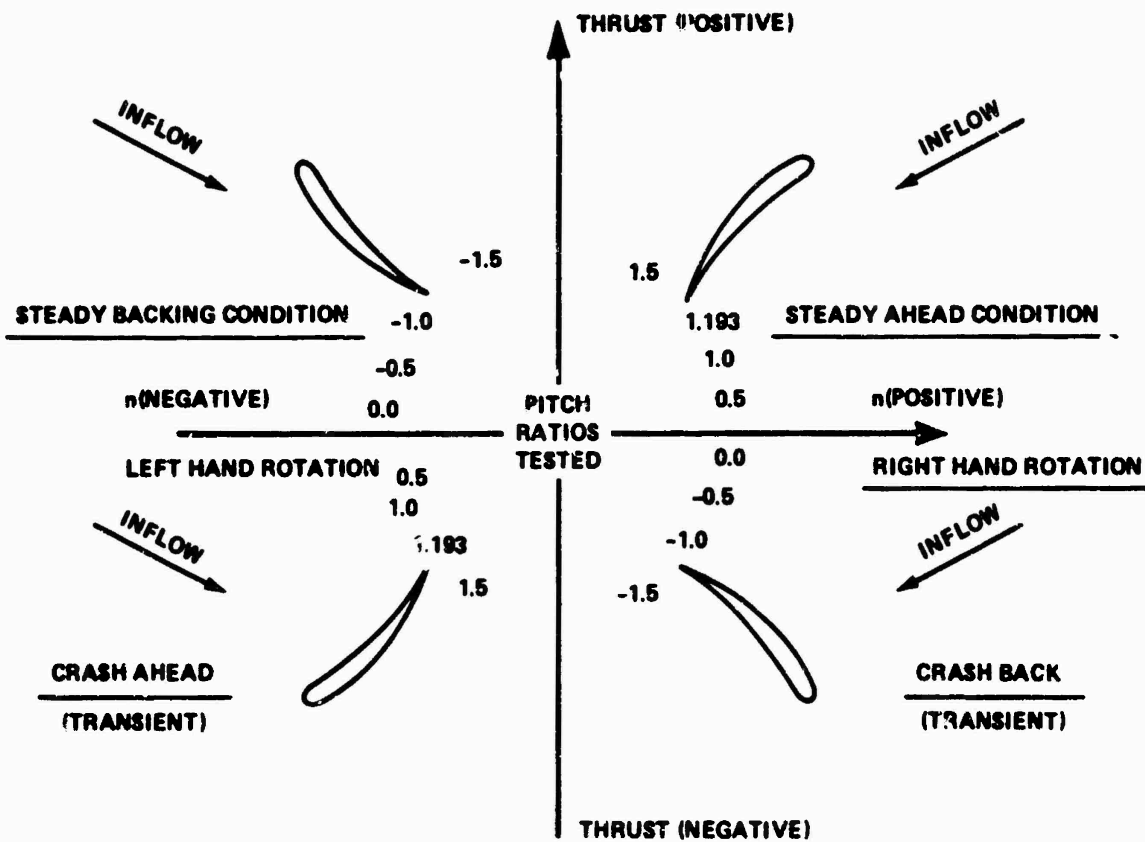 THRUST (POSITIVE)
INFLOW
INFLOW
-1.5
1.5
STEADY BACKING CONDITION
-1.0
1.193
STEADY AHEAD CONDITION
-0.5
1.0
n(NEGATIVE)
0.0
PITCH
RATIOS
TESTED
0.5
n(POSITIVE)
LEFT HAND ROTATION
0.5
0.0
RIGHT HAND ROTATION
1.0
-0.5
INFLOW
INFLOW
1.193
-1.0
1.5
-1.5
CRASH AHEAD
(TRANSIENT)
CRASH BACK
(TRANSIENT)
THRUST (NEGATIVE)